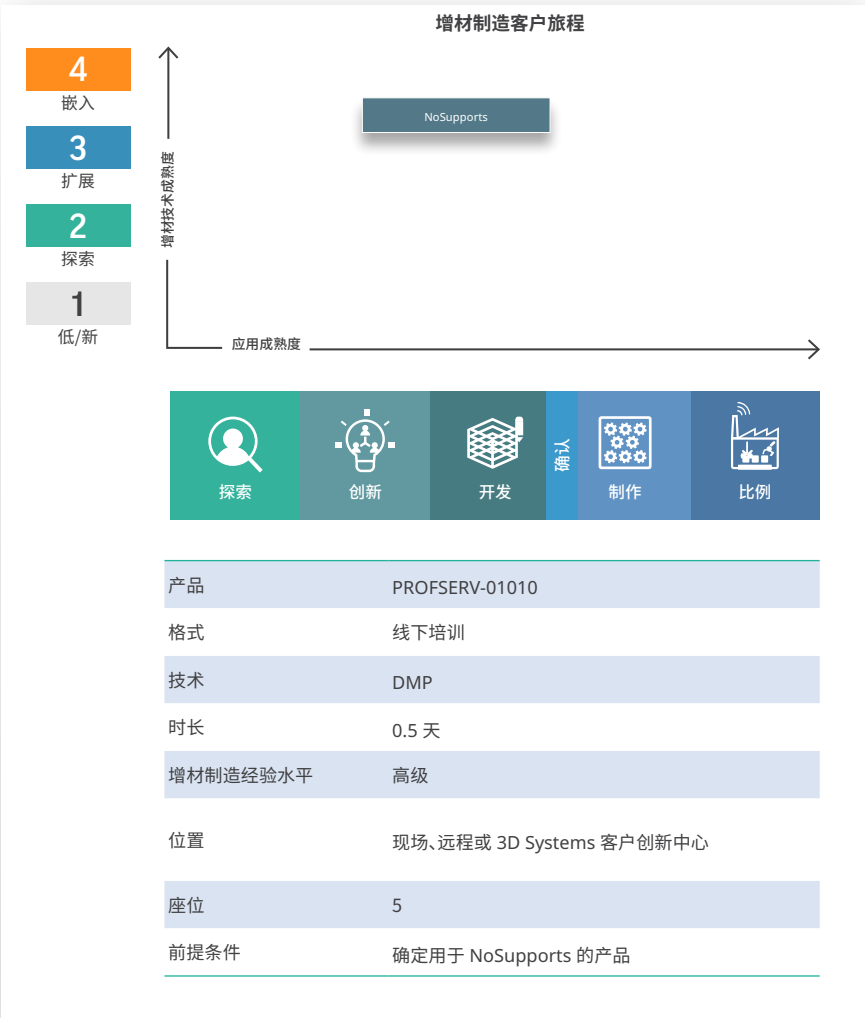 增材制造客户旅程
4
嵌入
3
扩展
2
探索
1
低/新
增材技术成熟度
NoSupports
应用成熟度
探索
创新
开发
确认
制作
比例
产品 PROFSERV-01010
格式 线下培训
技术 DMP
时长 0.5 天
增材制造经验水平 高级
位置 现场、远程或 3D Systems 客户创新中心
座位 5
前提条件 确定用于 NoSupports 的产品